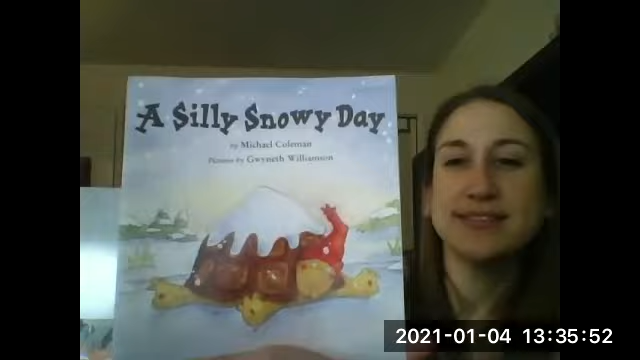 A Silly Snowy Day
by Michael Coleman
Pictures by Gwyneth Williamson
2021-01-04 13:35:52